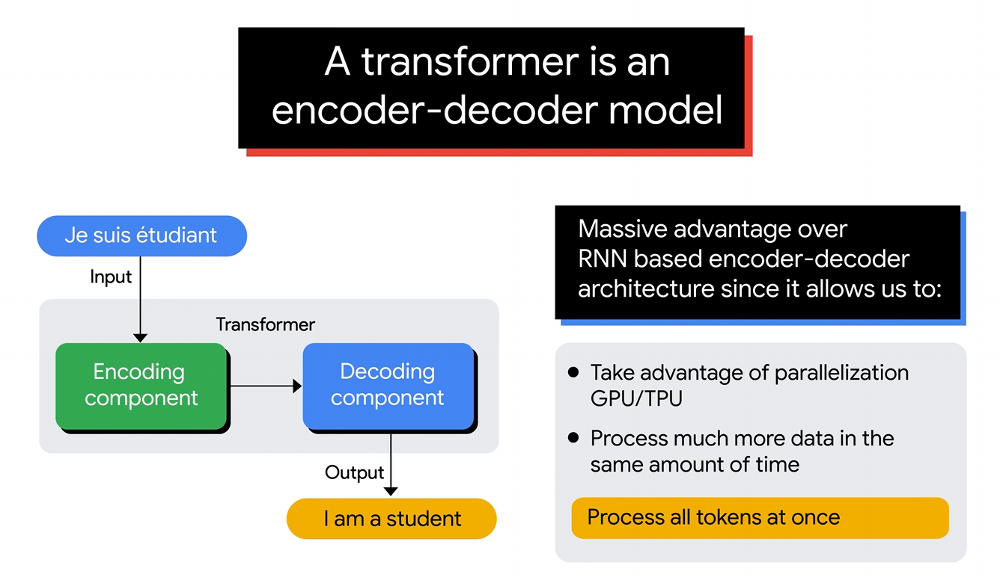 A transformer is an
encoder-decoder model
Je suis étudiant
Input
Transformer
Encoding
component
Decoding
component
Output
I am a student
Massive advantage over
RNN based encoder-decoder
architecture since it allows us to:
● Take advantage of parallelization
GPU/TPU
● Process much more data in the
same amount of time
Process all tokens at once